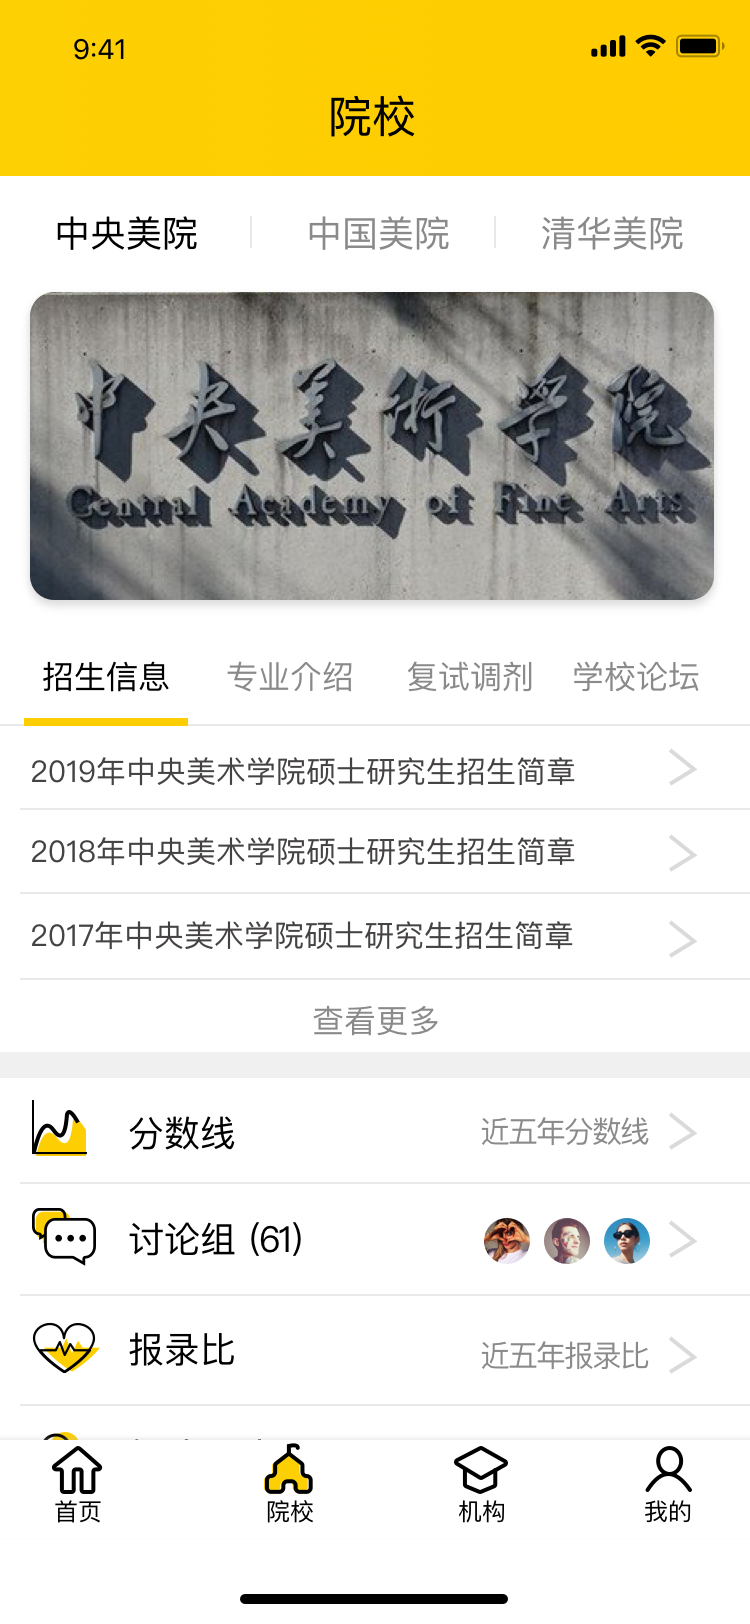 9:41
院校
中央美院 中国美院 清华美院
中央美術学院
Central Academy of Fine Arts
招生信息 专业介绍 复试调剂 学校论坛
2019年中央美术学院硕士研究生招生简章
2018年中央美术学院硕士研究生招生简章
2017年中央美术学院硕士研究生招生简章
查看更多
分数线 近五年分数线
讨论组 (61)
报录比 近五年报录比
首页 院校 机构 我的